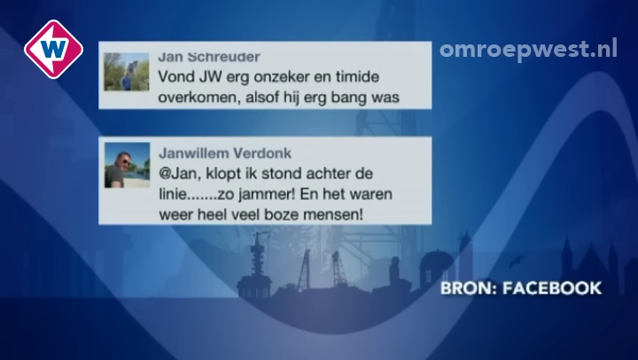 W
omroepwest.nl
Jan Schreuder
Vond JW erg onzeker en timide
overkomen, alsof hij erg bang was
Janwillem Verdonk
@Jan, klopt ik stond achter de
linie.......zo jammer! En het waren
weer heel veel boze mensen!
BRON: FACEBOOK